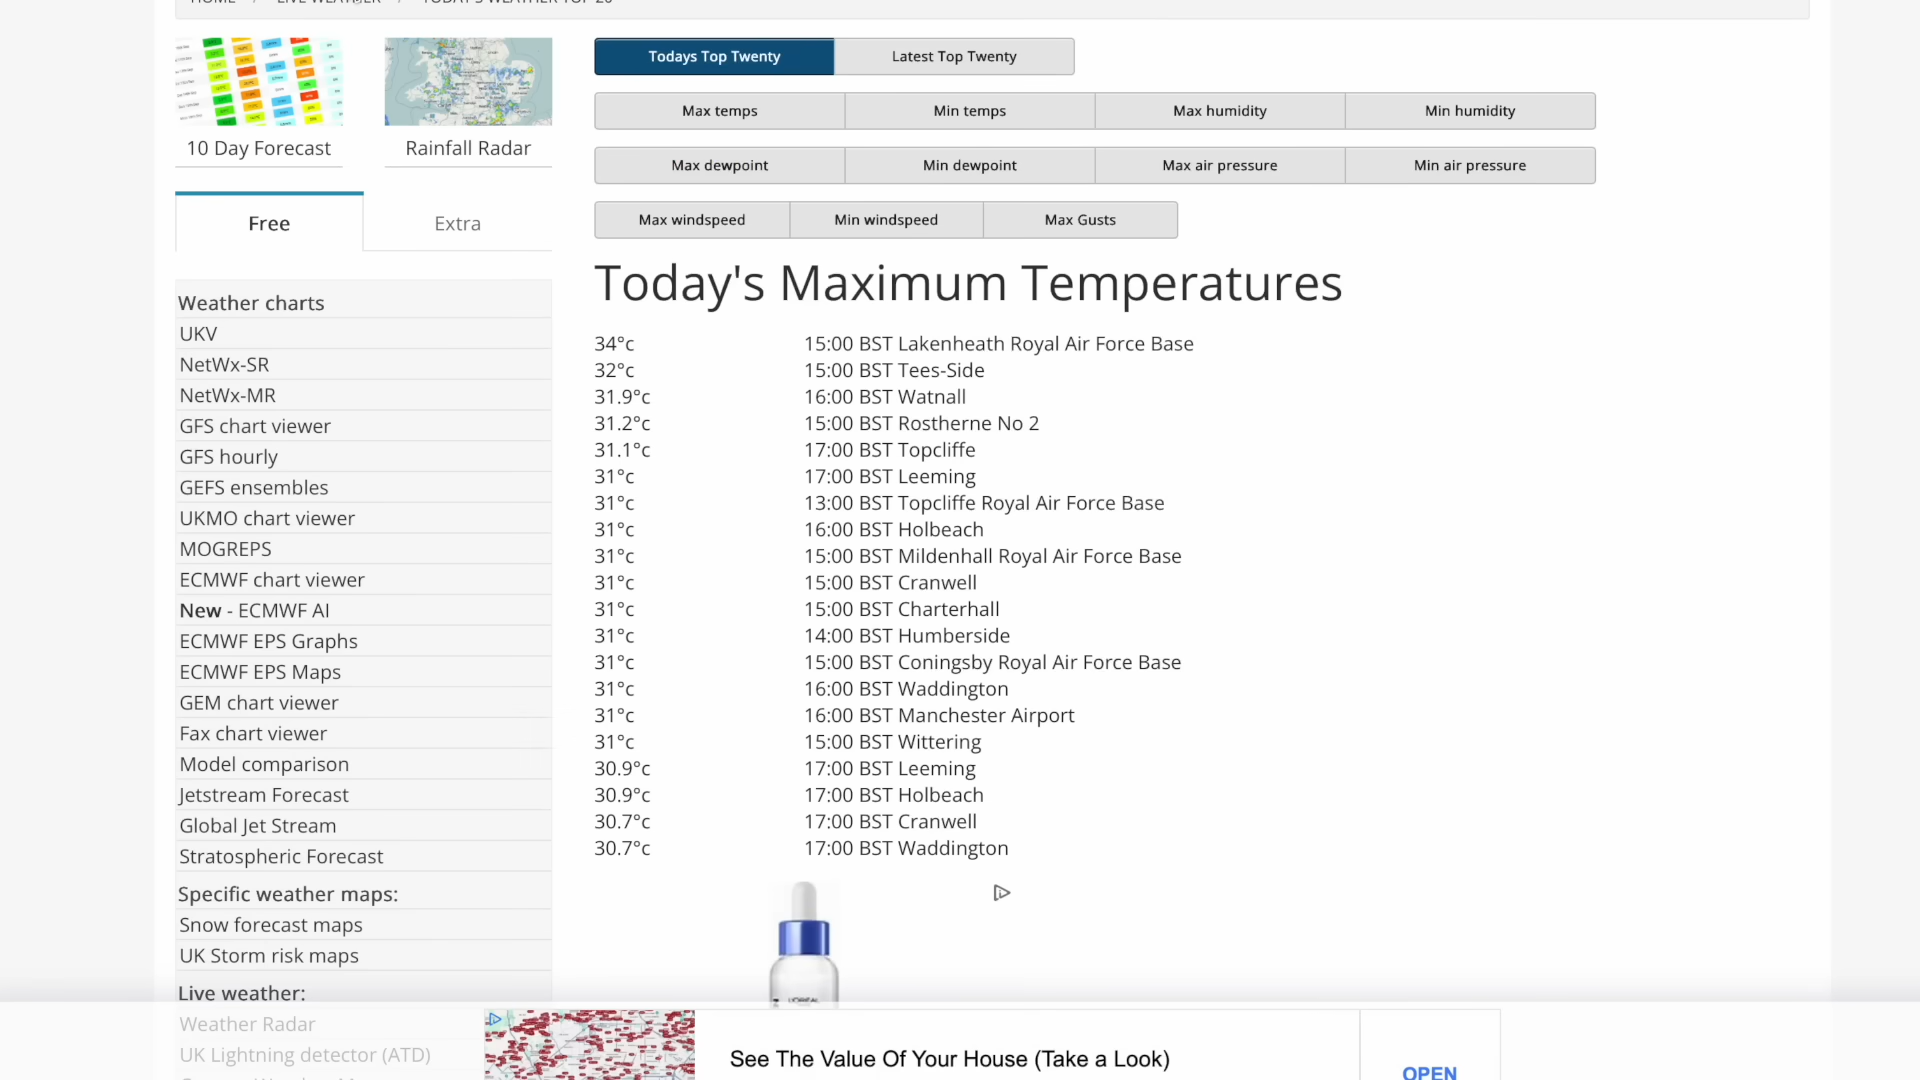 HOME / LIVE WEATHER / TODAY'S WEATHER TOP 20
10 Day Forecast
Rainfall Radar
Free
Extra
Weather charts
UKV
NetWx-SR
NetWx-MR
GFS chart viewer
GFS hourly
GEFS ensembles
UKMO chart viewer
MOGREPS
ECMWF chart viewer
New - ECMWF AI
ECMWF EPS Graphs
ECMWF EPS Maps
GEM chart viewer
Fax chart viewer
Model comparison
Jetstream Forecast
Global Jet Stream
Stratospheric Forecast
Specific weather maps:
Snow forecast maps
UK Storm risk maps
Live weather:
Weather Radar
UK Lightning detector (ATD)
Todays Top Twenty
Latest Top Twenty
Max temps
Min temps
Max humidity
Min humidity
Max dewpoint
Min dewpoint
Max air pressure
Min air pressure
Max windspeed
Min windspeed
Max Gusts
Today's Maximum Temperatures
34°c 15:00 BST Lakenheath Royal Air Force Base
32°c 15:00 BST Tees-Side
31.9°c 16:00 BST Watnall
31.2°c 15:00 BST Rostherne No 2
31.1°c 17:00 BST Topcliffe
31°c 17:00 BST Leeming
31°c 13:00 BST Topcliffe Royal Air Force Base
31°c 16:00 BST Holbeach
31°c 15:00 BST Mildenhall Royal Air Force Base
31°c 15:00 BST Cranwell
31°c 15:00 BST Charterhall
31°c 14:00 BST Humberside
31°c 15:00 BST Coningsby Royal Air Force Base
31°c 16:00 BST Waddington
31°c 16:00 BST Manchester Airport
31°c 15:00 BST Wittering
30.9°c 17:00 BST Leeming
30.9°c 17:00 BST Holbeach
30.7°c 17:00 BST Cranwell
30.7°c 17:00 BST Waddington
L'ORÉAL
See The Value Of Your House (Take a Look)
OPEN